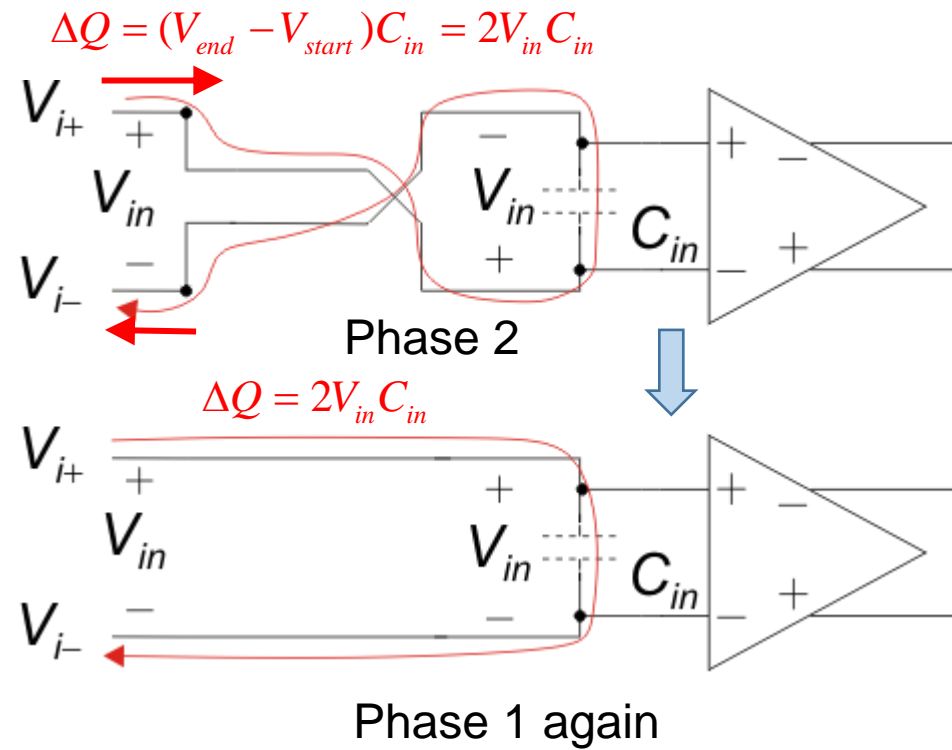 ΔQ = (V_end − V_start)C_in = 2V_in C_in
V_i+
+
−
+
−
V_in
V_in
C_in
−
+
−
+
V_i−
Phase 2
ΔQ = 2V_in C_in
V_i+
+
+
+
−
V_in
V_in
C_in
−
−
−
+
V_i−
Phase 1 again